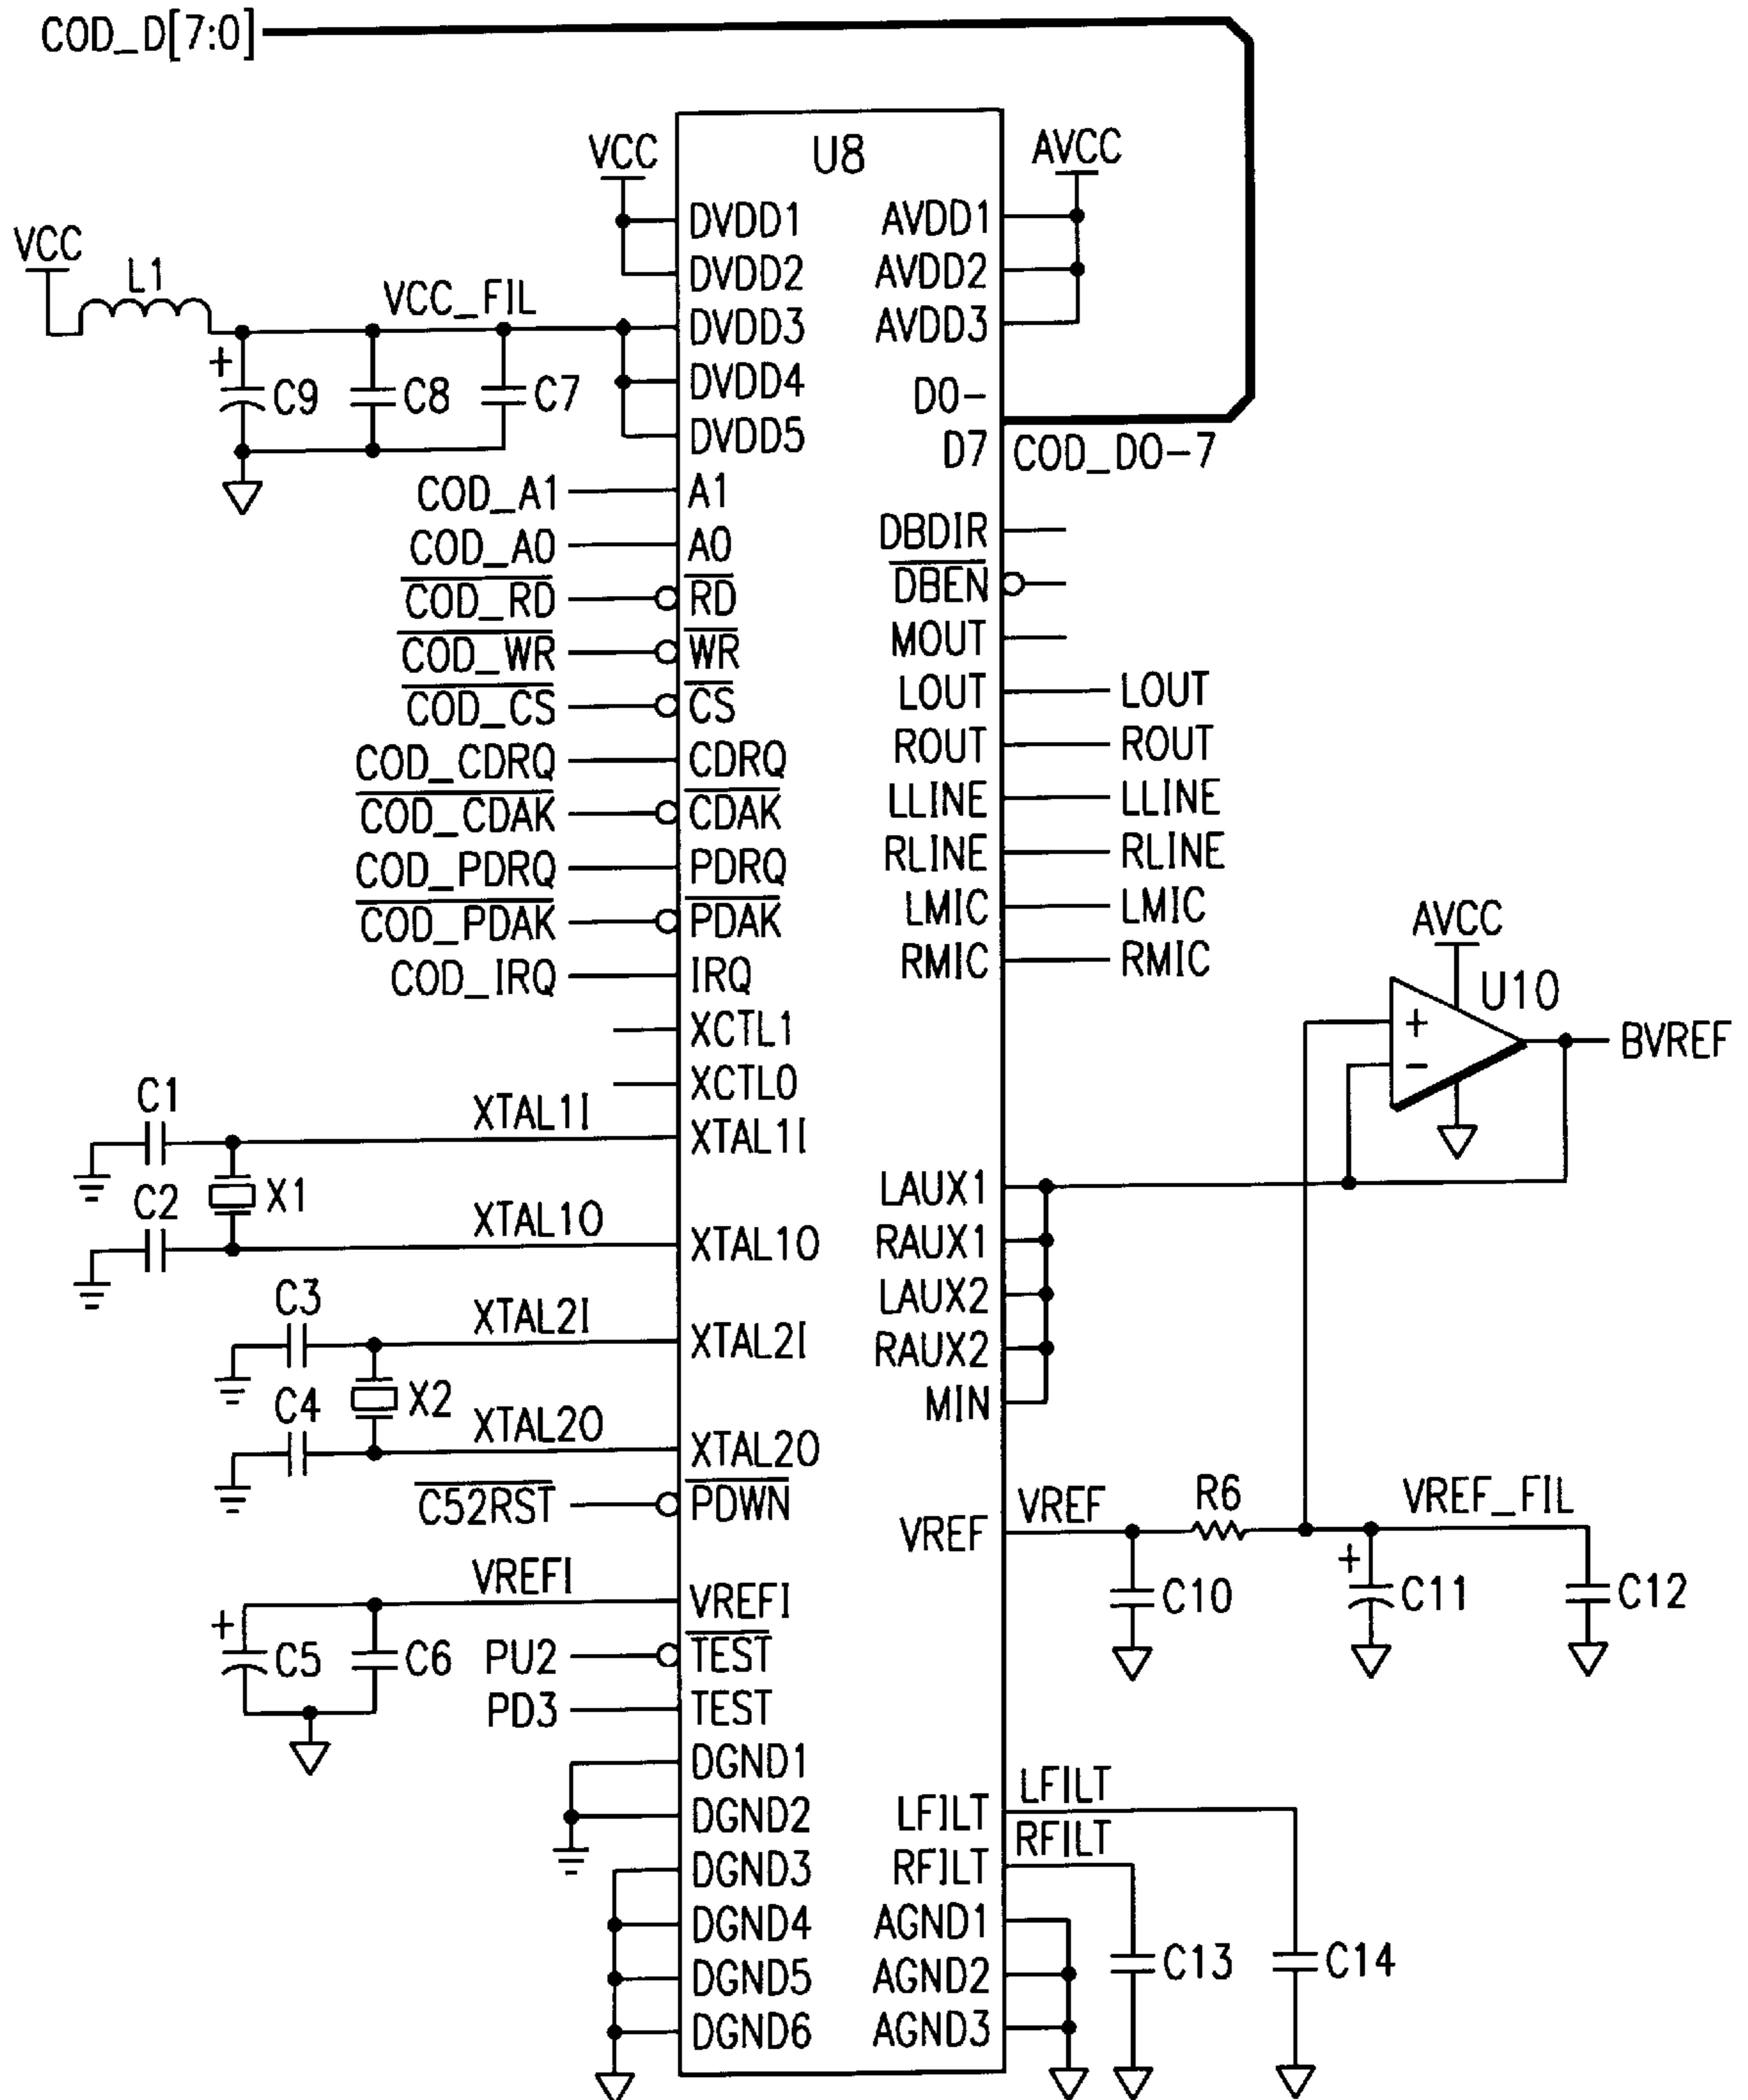 COD_D[7:0]
U8
VCC
AVCC
DVDD1
AVDD1
VCC
L1
DVDD2
AVDD2
VCC_FIL
DVDD3
AVDD3
+
C9
C8
C7
DVDD4
D0-
DVDD5
D7
COD_D0-7
COD_A1
A1
COD_A0
A0
DBDIR
COD_RD
RD
DBEN
COD_WR
WR
MOUT
COD_CS
CS
LOUT
LOUT
COD_CDRQ
CDRQ
ROUT
ROUT
COD_CDAK
CDAK
LLINE
LLINE
COD_PDRQ
PDRQ
RLINE
RLINE
COD_PDAK
PDAK
LMIC
LMIC
AVCC
COD_IRQ
IRQ
RMIC
RMIC
U10
XCTL1
+
-
BVREF
XCTL0
C1
XTAL1I
XTAL1I
C2
X1
LAUX1
XTAL1O
XTAL1O
RAUX1
C3
XTAL2I
LAUX2
XTAL2I
RAUX2
C4
X2
MIN
XTAL2O
XTAL2O
C52RST
PDWN
VREF
R6
VREF_FIL
VREF
VREFI
VREFI
+
C10
C11
C12
+
C5
C6
PU2
TEST
PD3
TEST
DGND1
LFILT
DGND2
LFILT
RFILT
DGND3
RFILT
DGND4
AGND1
C13
C14
DGND5
AGND2
DGND6
AGND3